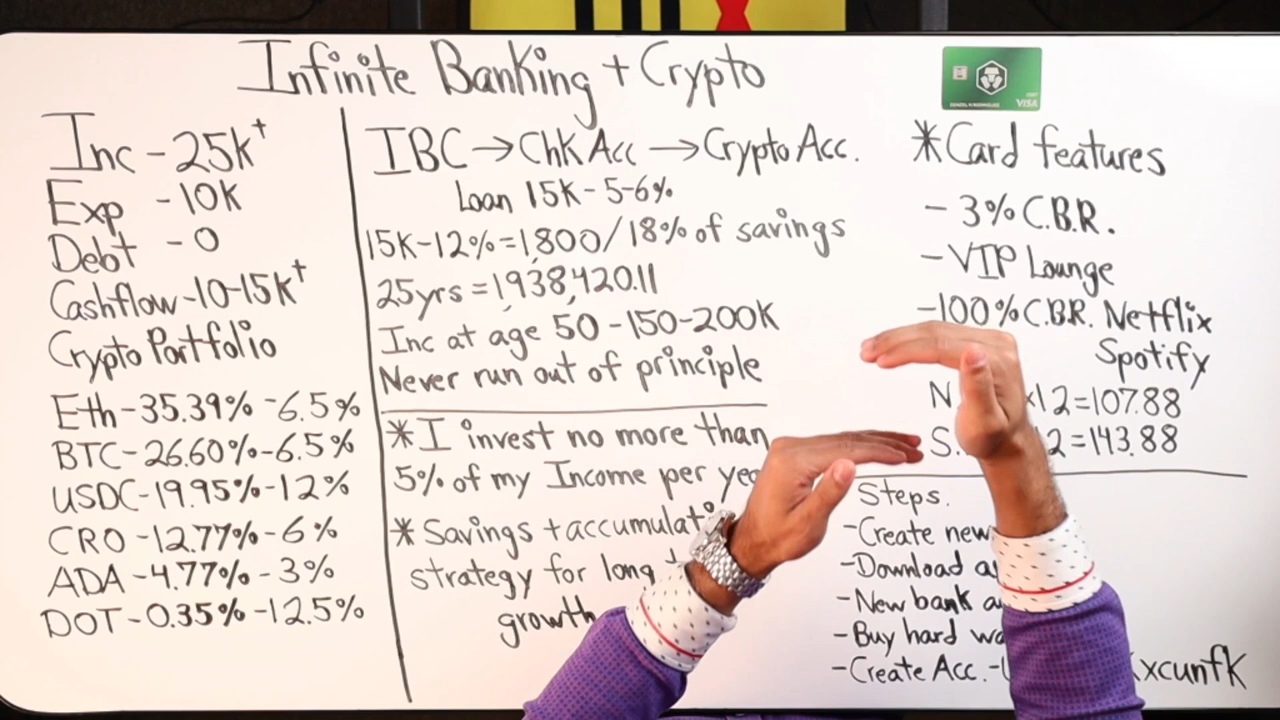 Infinite Banking + Crypto
Inc - 25k+
Exp - 10K
Debt - 0
Cashflow - 10-15k+
Crypto Portfolio
Eth - 35.39% - 6.5%
BTC - 26.60% - 6.5%
USDC - 19.95% - 12%
CRO - 12.77% - 6%
ADA - 4.77% - 3%
DOT - 0.35% - 12.5%
IBC → Chk Acc → Crypto Acc.
Loan 15K - 5-6%
15K - 12% = 1,800 / 18% of savings
25yrs = 1,938,420.11
Inc at age 50 - 150-200K
Never run out of principle
* I invest no more than
5% of my Income per
* Savings + accumulati
strategy for long
growth
VISA
* Card features
- 3% C.B.R.
- VIP Lounge
- 100% C.B.R. Netflix
Spotify
N x12 = 107.88
S. 12 = 143.88
Steps.
- Create new
- Download
- New bank
- Buy hard
- Create Acc. - xcunfk